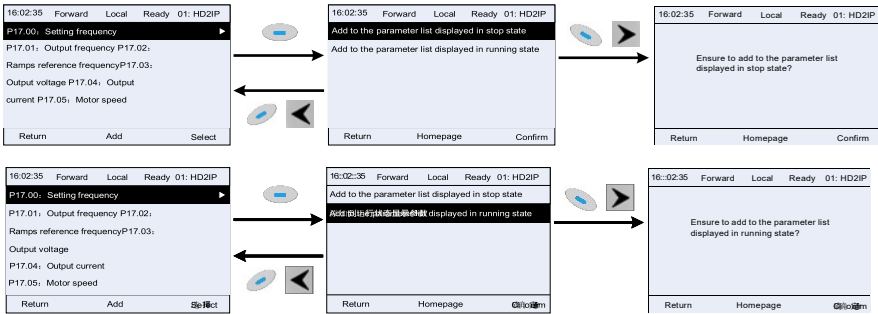 16:02:35 Forward Local Ready 01: HD2IP
P17.00: Setting frequency
P17.01: Output frequency P17.02:
Ramps reference frequencyP17.03:
Output voltage P17.04: Output
current P17.05: Motor speed
Return Add Select
16:02:35 Forward Local Ready 01: HD2IP
Add to the parameter list displayed in stop state
Add to the parameter list displayed in running state
Return Homepage Confirm
16:02:35 Forward Local Ready 01: HD2IP
Ensure to add to the parameter list
displayed in stop state?
Return Homepage Confirm
16:02:35 Forward Local Ready 01: HD2IP
P17.00: Setting frequency
P17.01: Output frequency P17.02:
Ramps reference frequencyP17.03:
Output voltage
P17.04: Output current
P17.05: Motor speed
Return Add
16::02::35 Forward Local Ready 01: HD2IP
Add to the parameter list displayed in stop state
displayed in running state
Return Homepage
16::02:35 Forward Local Ready 01: HD2IP
Ensure to add to the parameter list
displayed in running state?
Return Homepage